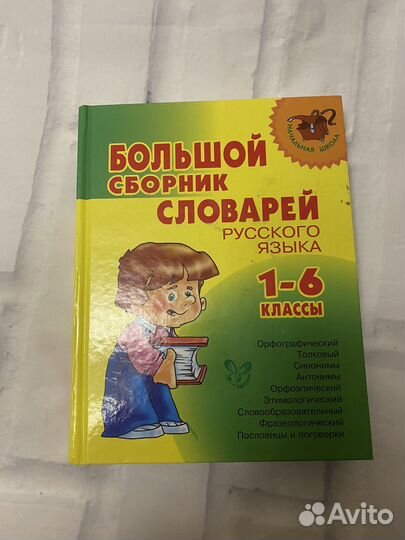 НАЧАЛЬНАЯ ШКОЛА
БОЛЬШОЙ
СБОРНИК
СЛОВАРЕЙ
РУССКОГО
ЯЗЫКА
1-6
КЛАССЫ
Орфографический
Толковый
Синонимы
Антонимы
Орфоэпический
Этимологический
Словообразовательный
Фразеологический
Пословицы и поговорки
Avito